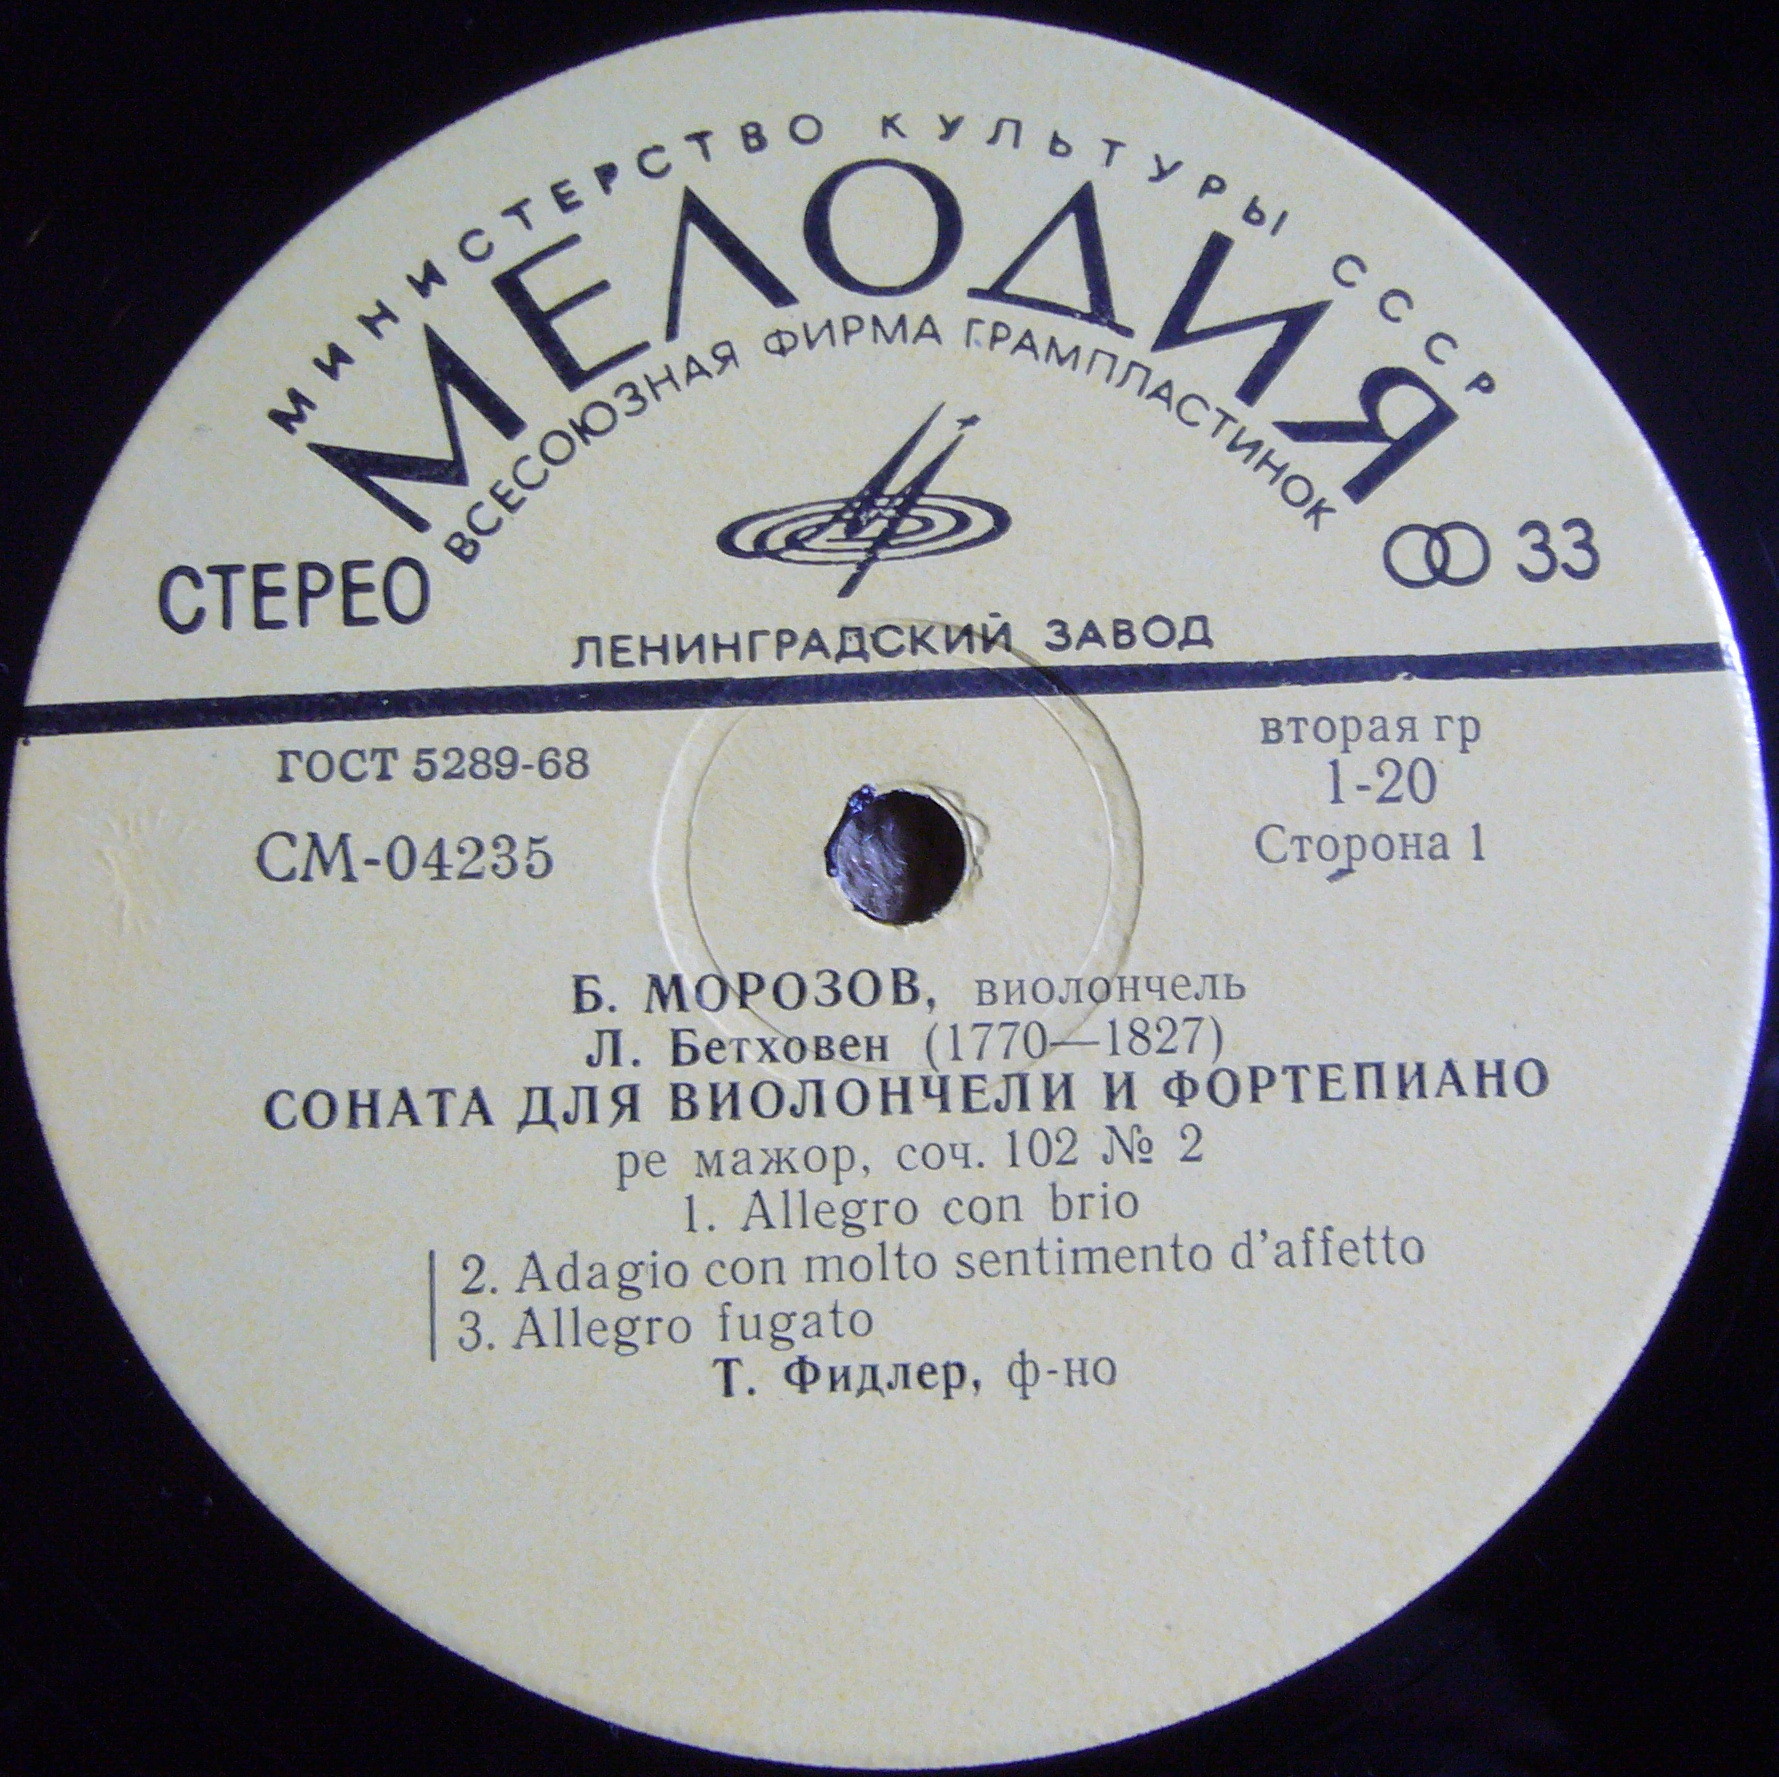 МИНИСТЕРСТВО КУЛЬТУРЫ СССР
МЕЛОДИЯ
ВСЕСОЮЗНАЯ ФИРМА ГРАМПЛАСТИНОК
СТЕРЕО
33
ЛЕНИНГРАДСКИЙ ЗАВОД
ГОСТ 5289-68
вторая гр
1-20
СМ-04235
Сторона 1
Б. МОРОЗОВ, виолончель
Л. Бетховен (1770—1827)
СОНАТА ДЛЯ ВИОЛОНЧЕЛИ И ФОРТЕПИАНО
ре мажор, соч. 102 № 2
1. Allegro con brio
2. Adagio con molto sentimento d'affetto
3. Allegro fugato
Т. Фидлер, ф-но